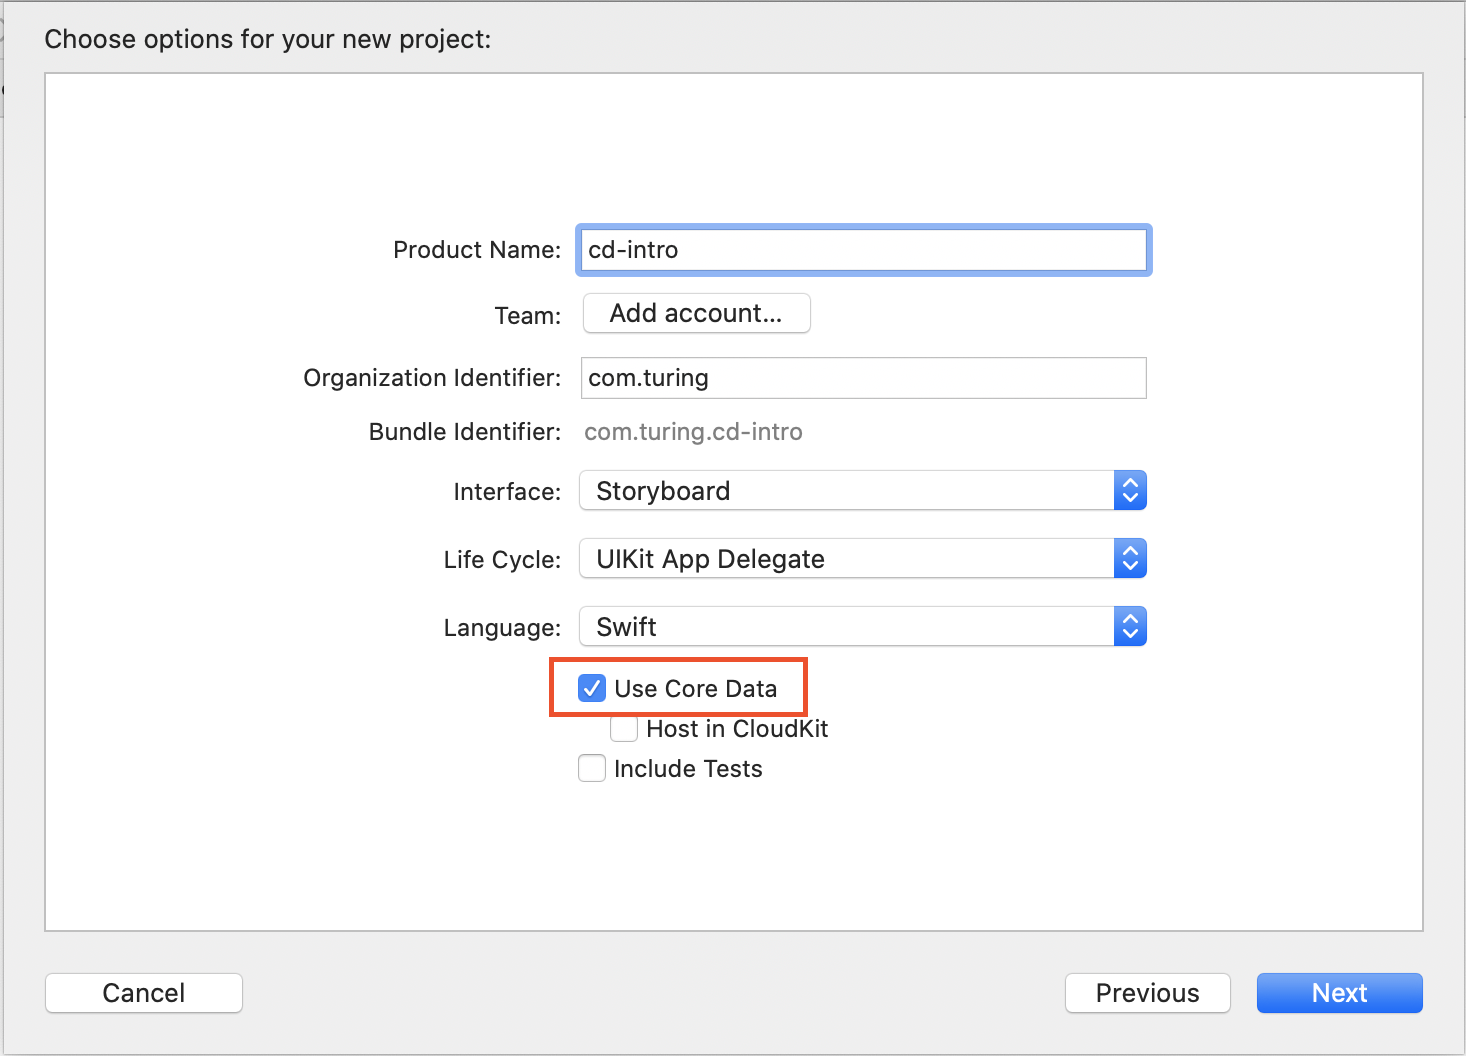 Choose options for your new project:
Product Name: cd-intro
Team: Add account...
Organization Identifier: com.turing
Bundle Identifier: com.turing.cd-intro
Interface: Storyboard
Life Cycle: UIKit App Delegate
Language: Swift
Use Core Data
Host in CloudKit
Include Tests
Cancel Previous Next